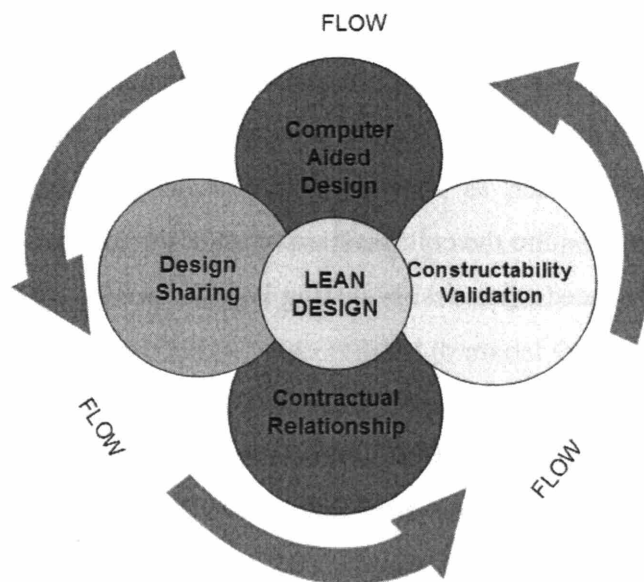 FLOW
Computer
Aided
Design
Design
Sharing
LEAN
DESIGN
Constructability
Validation
Contractual
Relationship
FLOW
FLOW